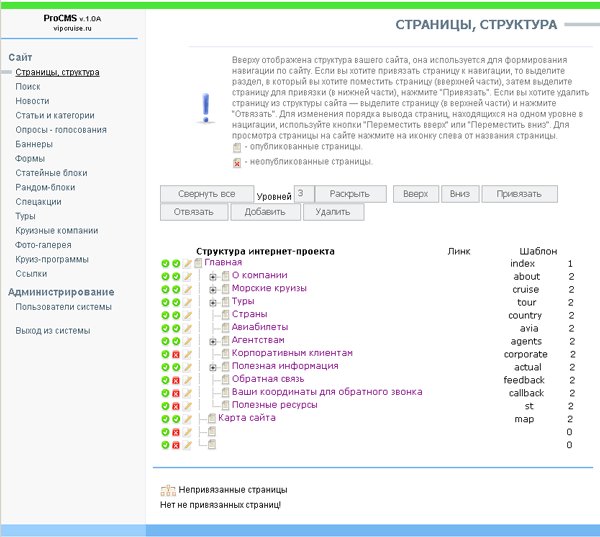 ProCMS v.1.0A
vipcruise.ru
Сайт
Страницы, структура
Поиск
Новости
Статьи и категории
Опросы - голосования
Баннеры
Формы
Статейные блоки
Рандом-блоки
Спецакции
Туры
Круизные компании
Фото-галерея
Круиз-программы
Ссылки
Администрирование
Пользователи системы
Выход из системы
СТРАНИЦЫ, СТРУКТУРА
Вверху отображена структура вашего сайта, она используется для формирования
навигации по сайту. Если вы хотите привязать страницу к навигации, то выделите
раздел, в который вы хотите поместить страницу (вверхней части), затем выделите
страницу для привязки (в нижней части), нажмите "Привязать". Если вы хотите удалить
страницу из структуры сайта — выделите страницу (в верхней части) и нажмите
"Отвязать". Для изменения порядка вывода страниц, находящихся на одном уровне в
нацигации, используйте кнопки "Переместить вверх" или "Переместить вниз". Для
просмотра страницы на сайте нажмите на иконку слева от названия страницы.
- опубликованные страницы.
- неопубликованные страницы.
Свернуть все Уровней 3 Раскрыть Вверх Вниз Привязать
Отвязать Добавить Удалить
Структура интернет-проекта Линк Шаблон
Главная index 1
О компании about 2
Морские круизы cruise 2
Туры tour 2
Страны country 2
Авиабилеты avia 2
Агентствам agents 2
Корпоративным клиентам corporate 2
Полезная информация actual 2
Обратная связь feedback 2
Ваши координаты для обратного звонка callback 2
Полезные ресурсы st 2
Карта сайта map 2
0
0
Непривязанные страницы
Нет не привязанных страниц!